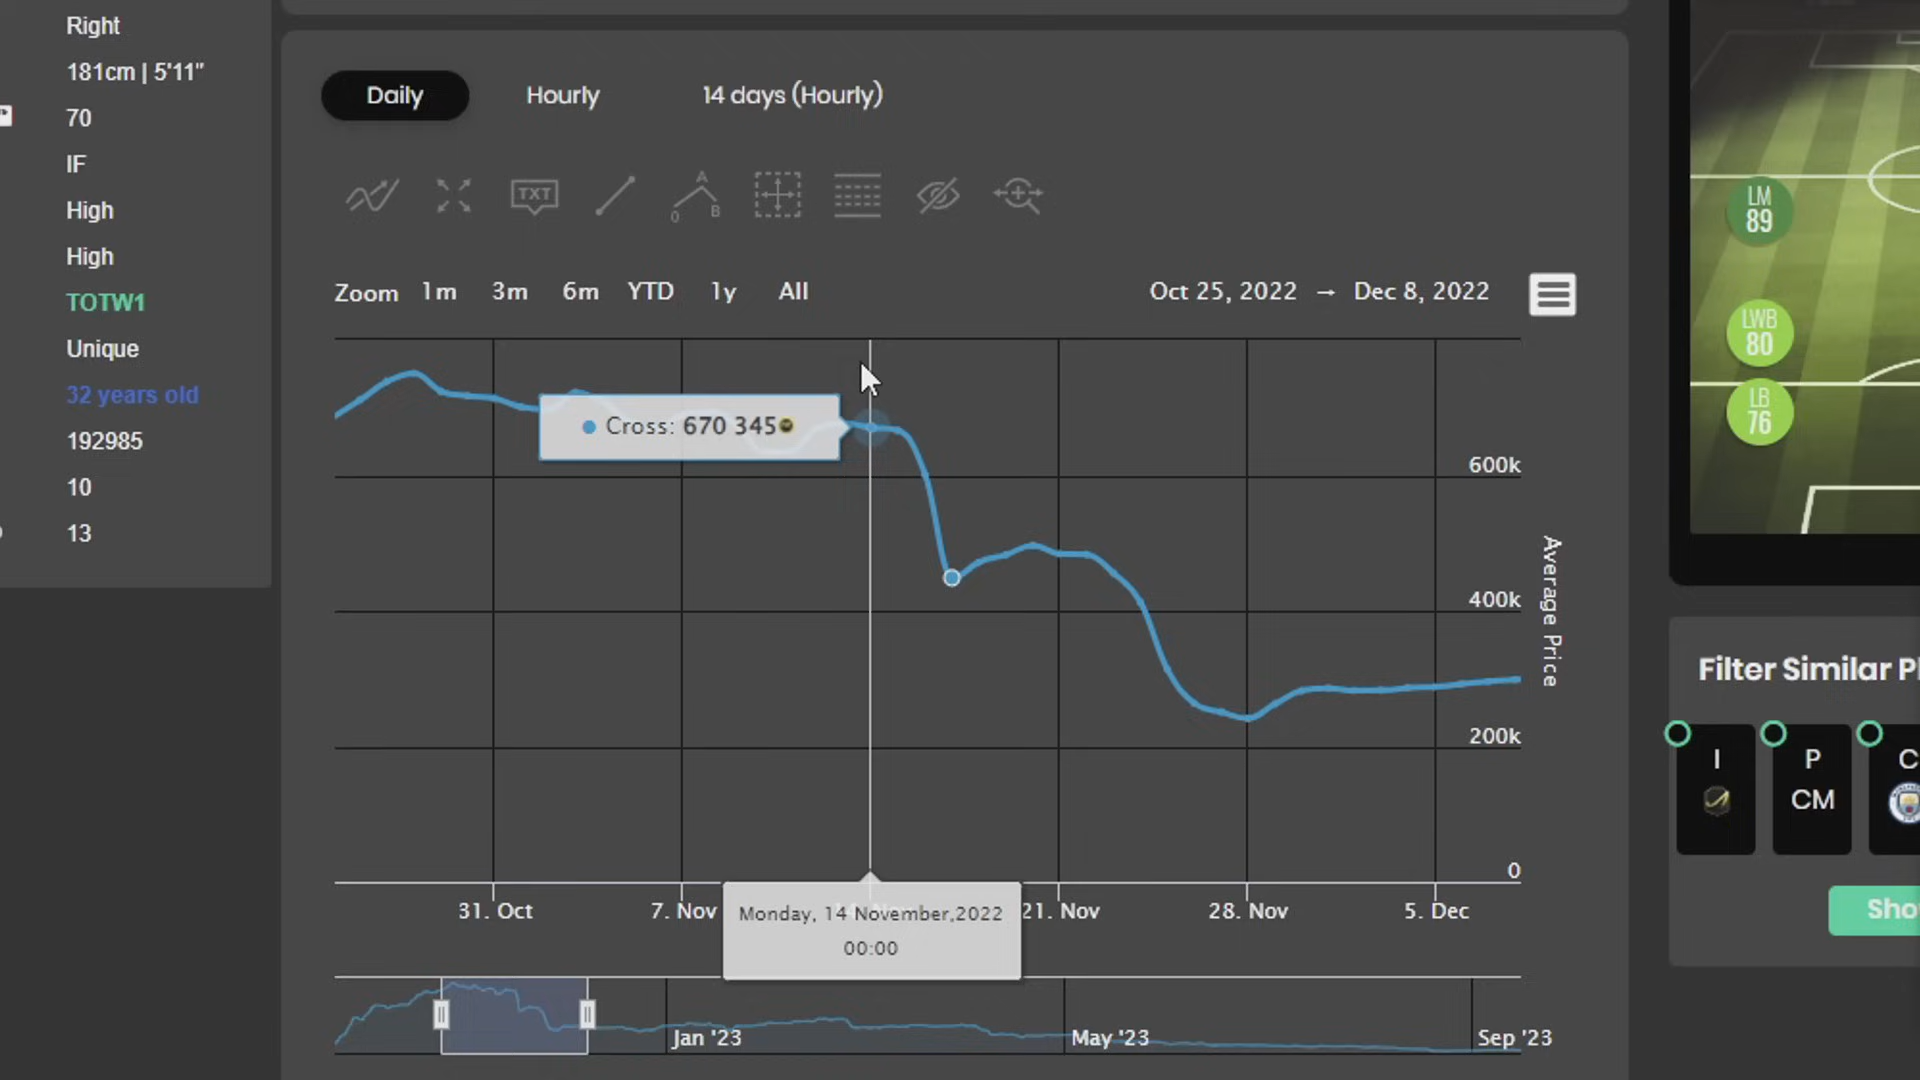 Right
181cm | 5'11"
70
IF
High
High
TOTW1
Unique
32 years old
192985
10
13
Daily
Hourly
14 days (Hourly)
TXT
A
0
B
Zoom
1m
3m
6m
YTD
1y
All
Oct 25, 2022 → Dec 8, 2022
Cross: 670 345
600k
400k
200k
0
Average Price
31. Oct
7. Nov
21. Nov
28. Nov
5. Dec
Monday, 14 November,2022
00:00
Jan '23
May '23
Sep '23
LM
89
LWB
80
LB
76
Filter Similar Pl
I
P
CM
C
Sho